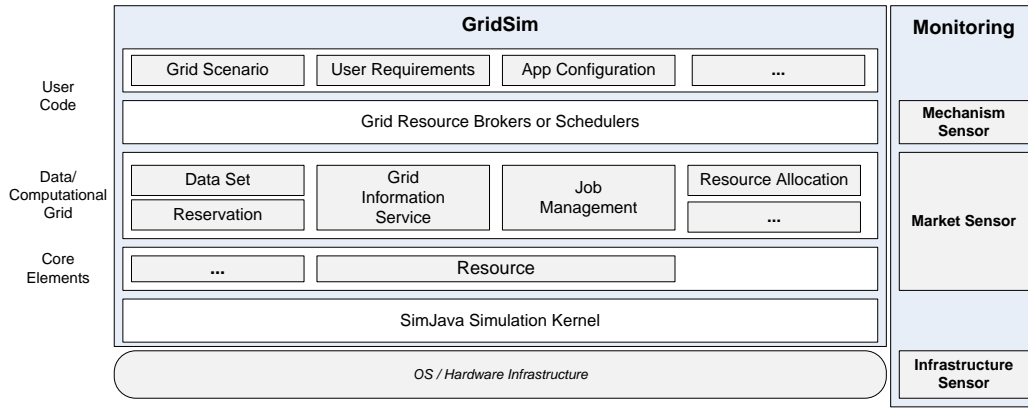 GridSim
Monitoring
User
Code
Grid Scenario
User Requirements
App Configuration
...
Grid Resource Brokers or Schedulers
Mechanism
Sensor
Data/
Computational
Grid
Data Set
Reservation
Grid
Information
Service
Job
Management
Resource Allocation
...
Market Sensor
Core
Elements
...
Resource
SimJava Simulation Kernel
OS / Hardware Infrastructure
Infrastructure
Sensor